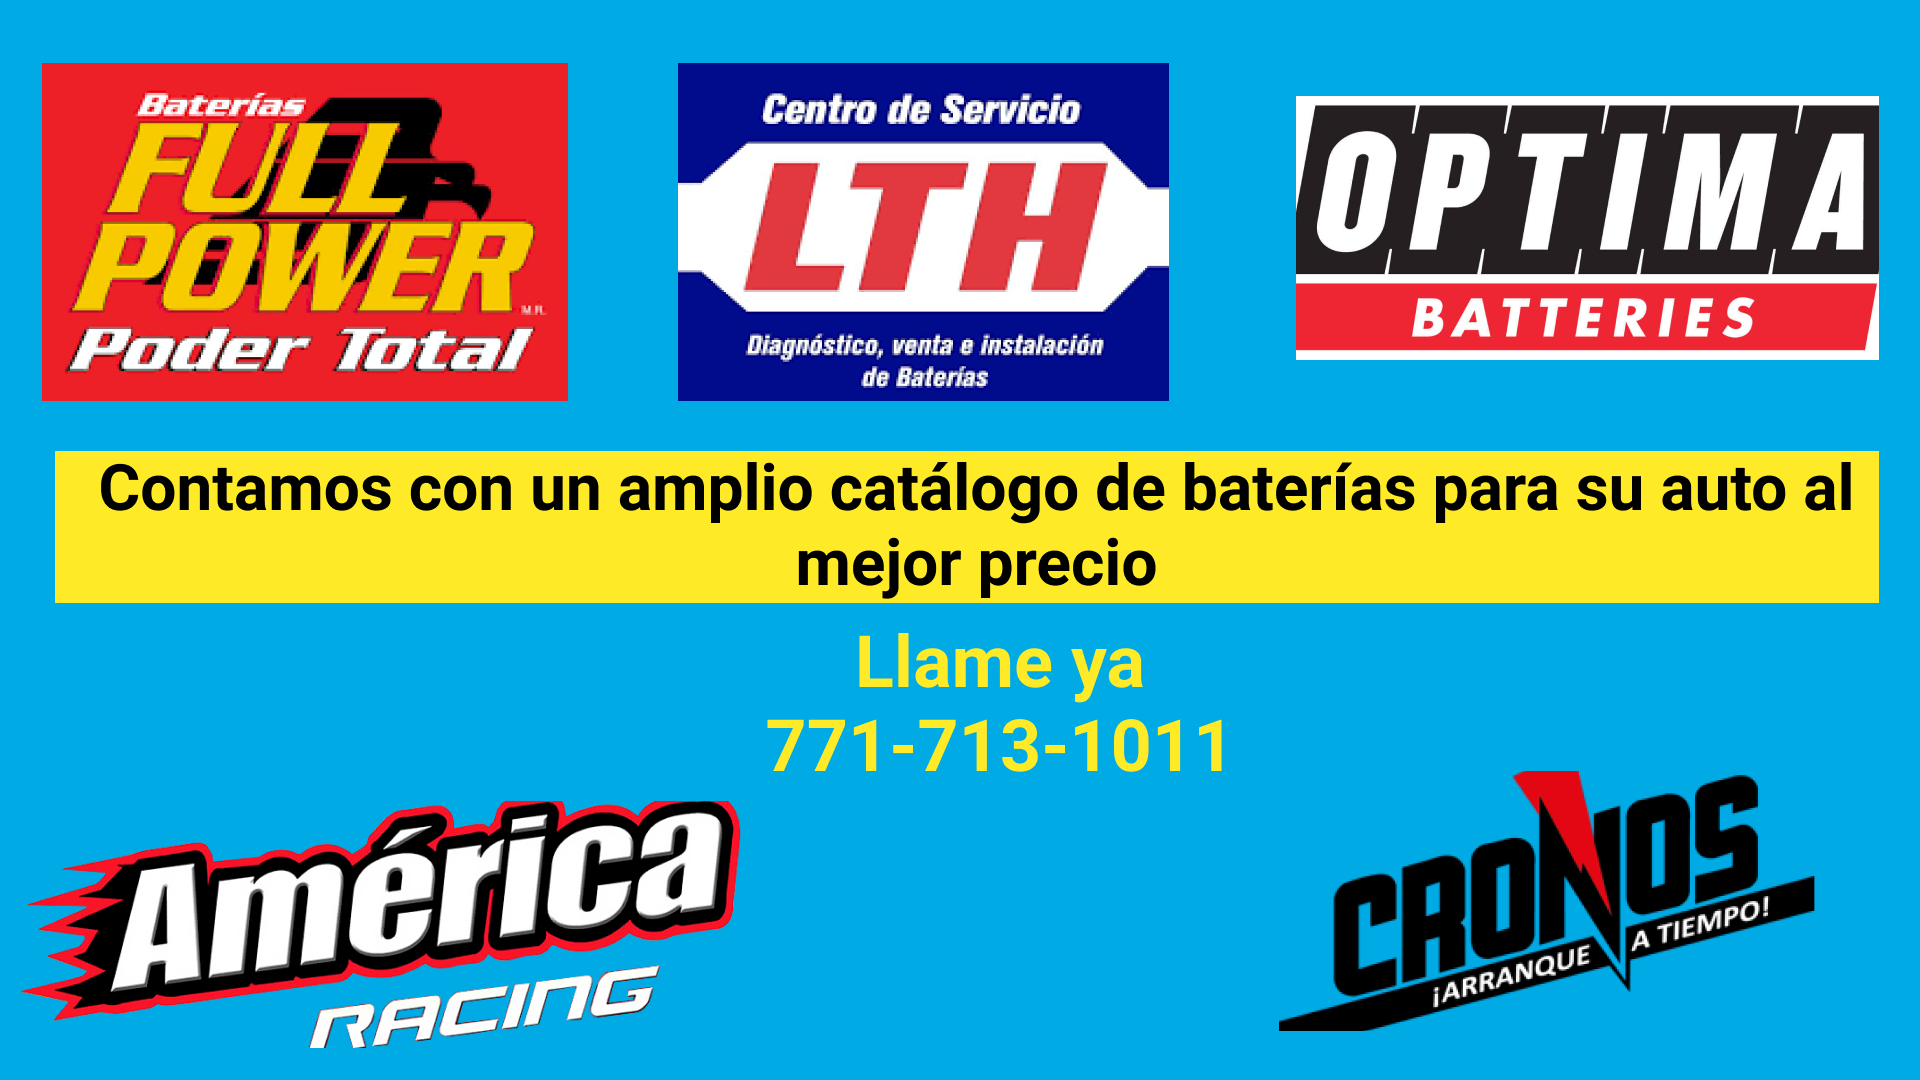 Baterías
FULL
POWER
M.R.
Poder Total
Centro de Servicio
LTH
Diagnóstico, venta e instalación
de Baterías
OPTIMA
BATTERIES
Contamos con un amplio catálogo de baterías para su auto al
mejor precio
Llame ya
771-713-1011
América
RACING
CRONOS
¡ARRANQUE A TIEMPO!